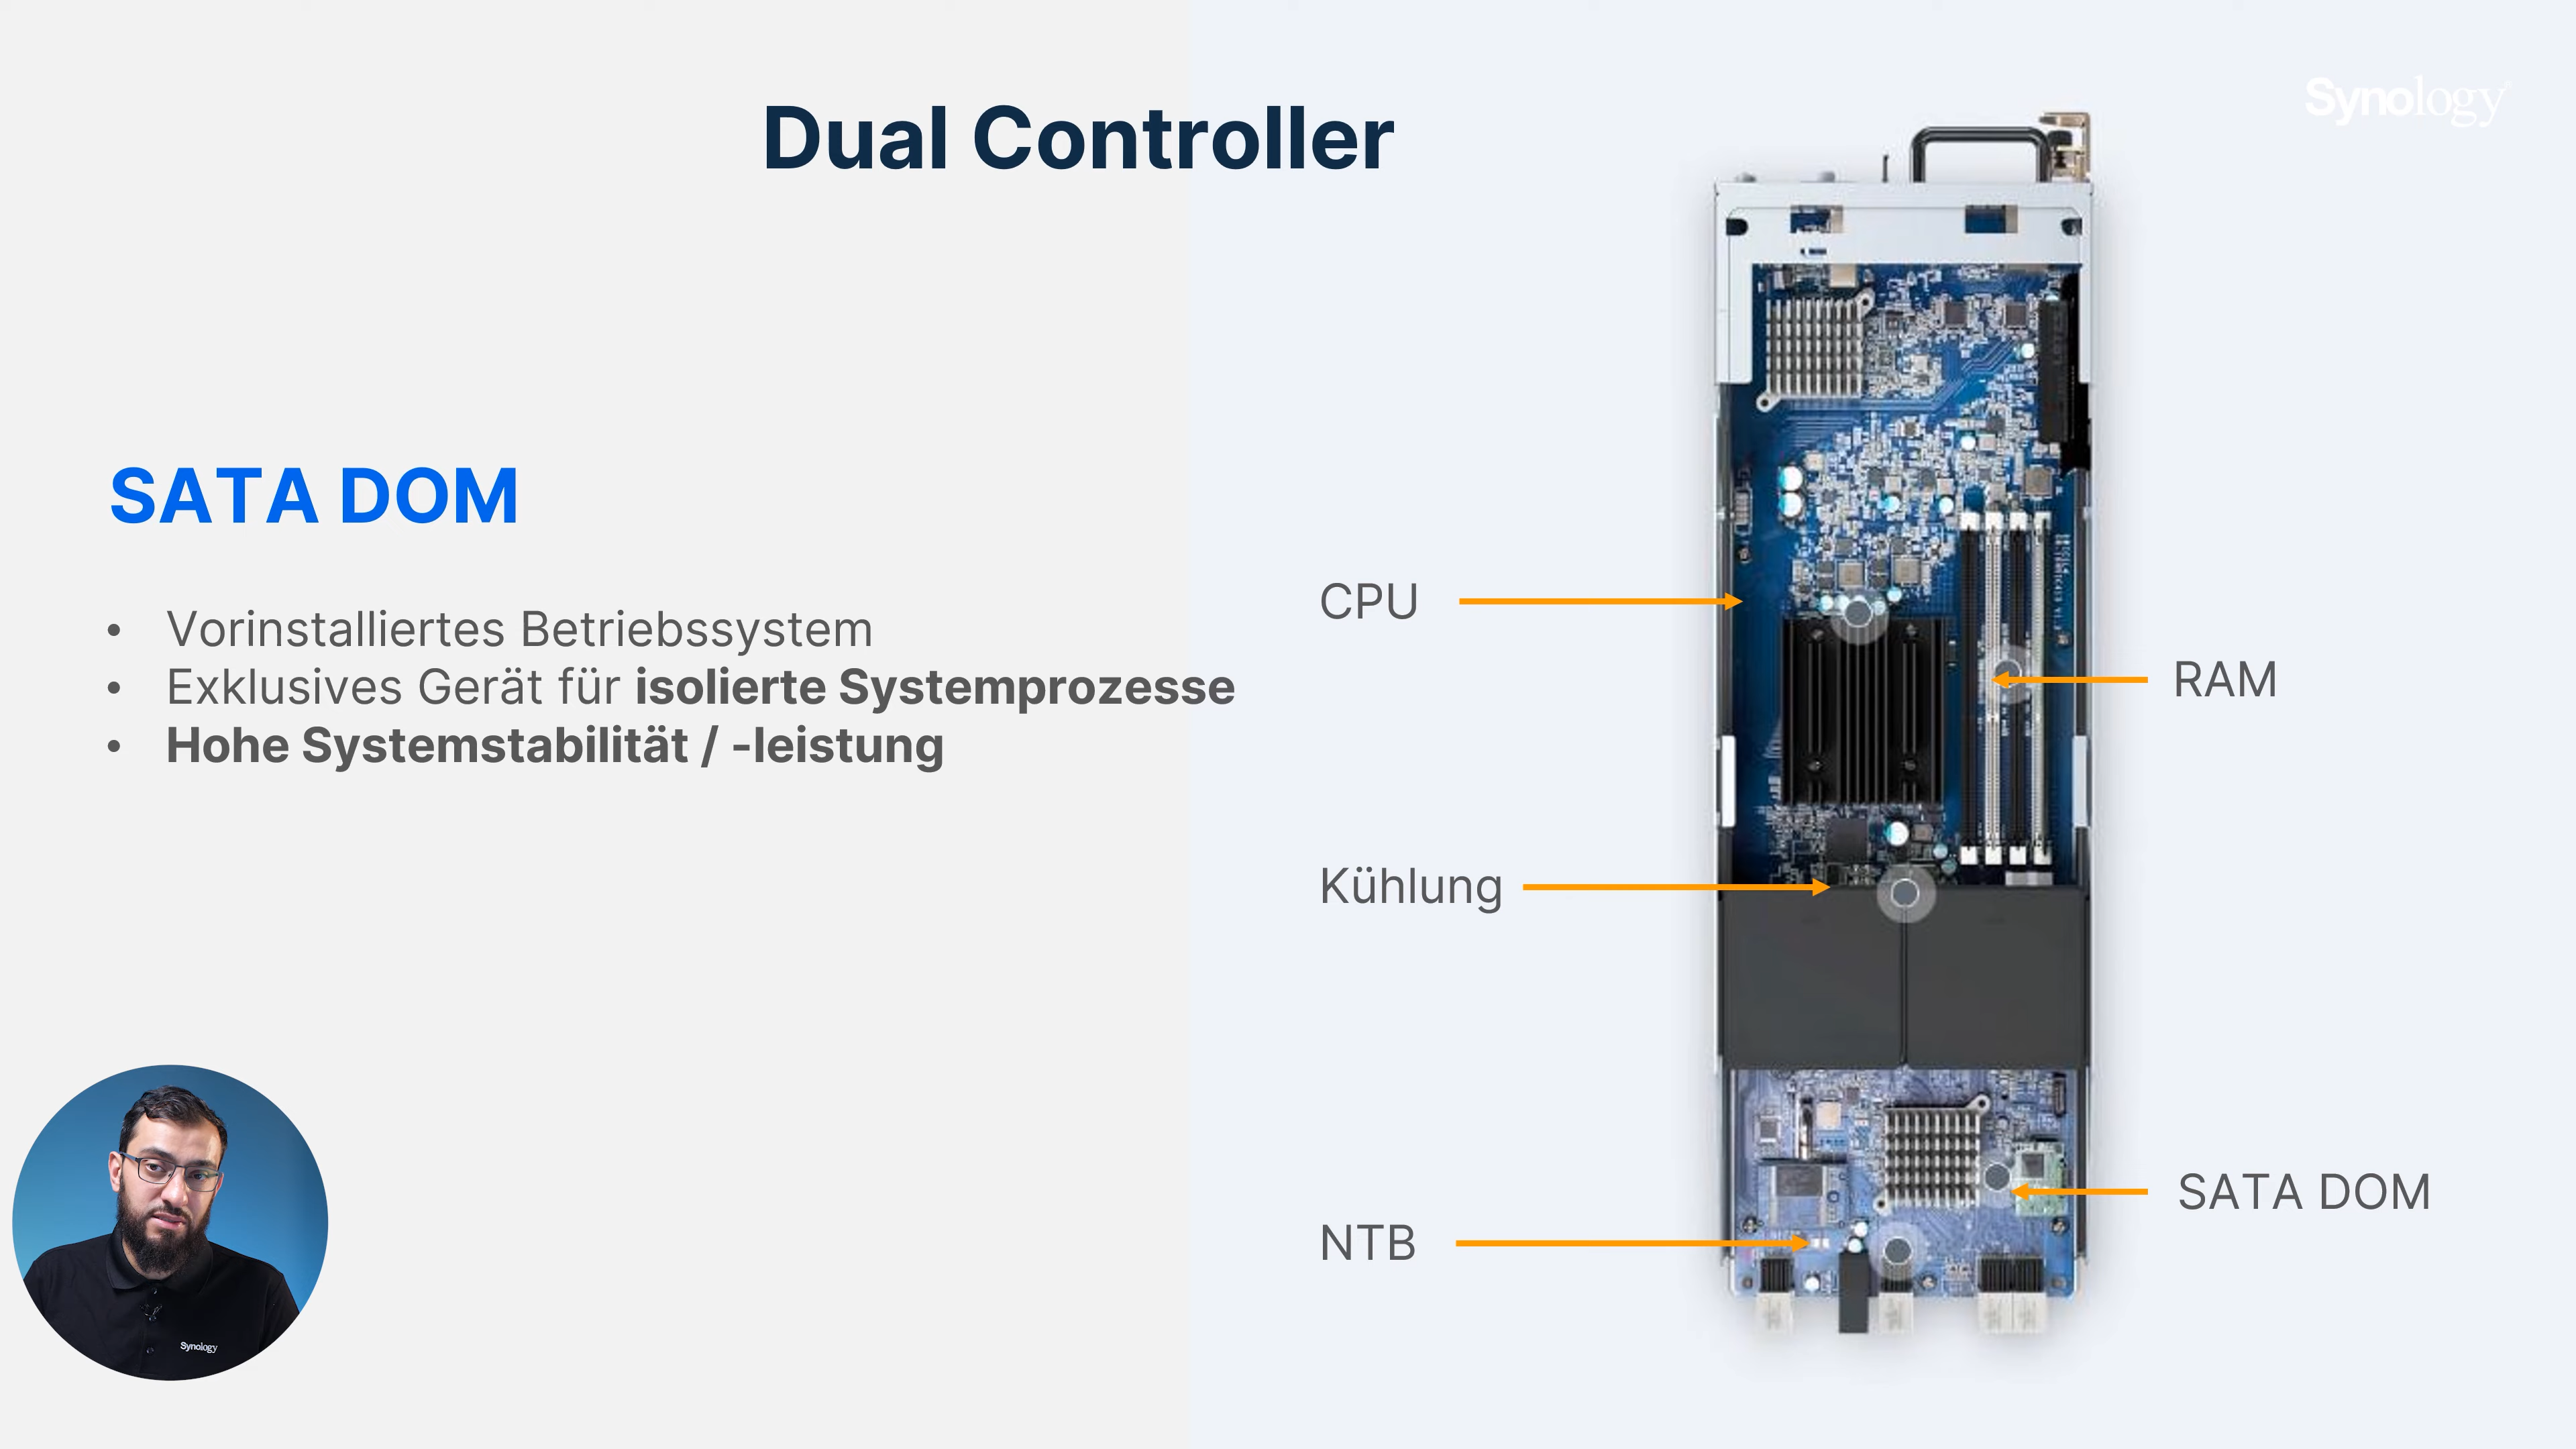 Synology
Dual Controller
SATA DOM
• Vorinstalliertes Betriebssystem
• Exklusives Gerät für isolierte Systemprozesse
• Hohe Systemstabilität / -leistung
CPU
RAM
Kühlung
SATA DOM
NTB
Synology